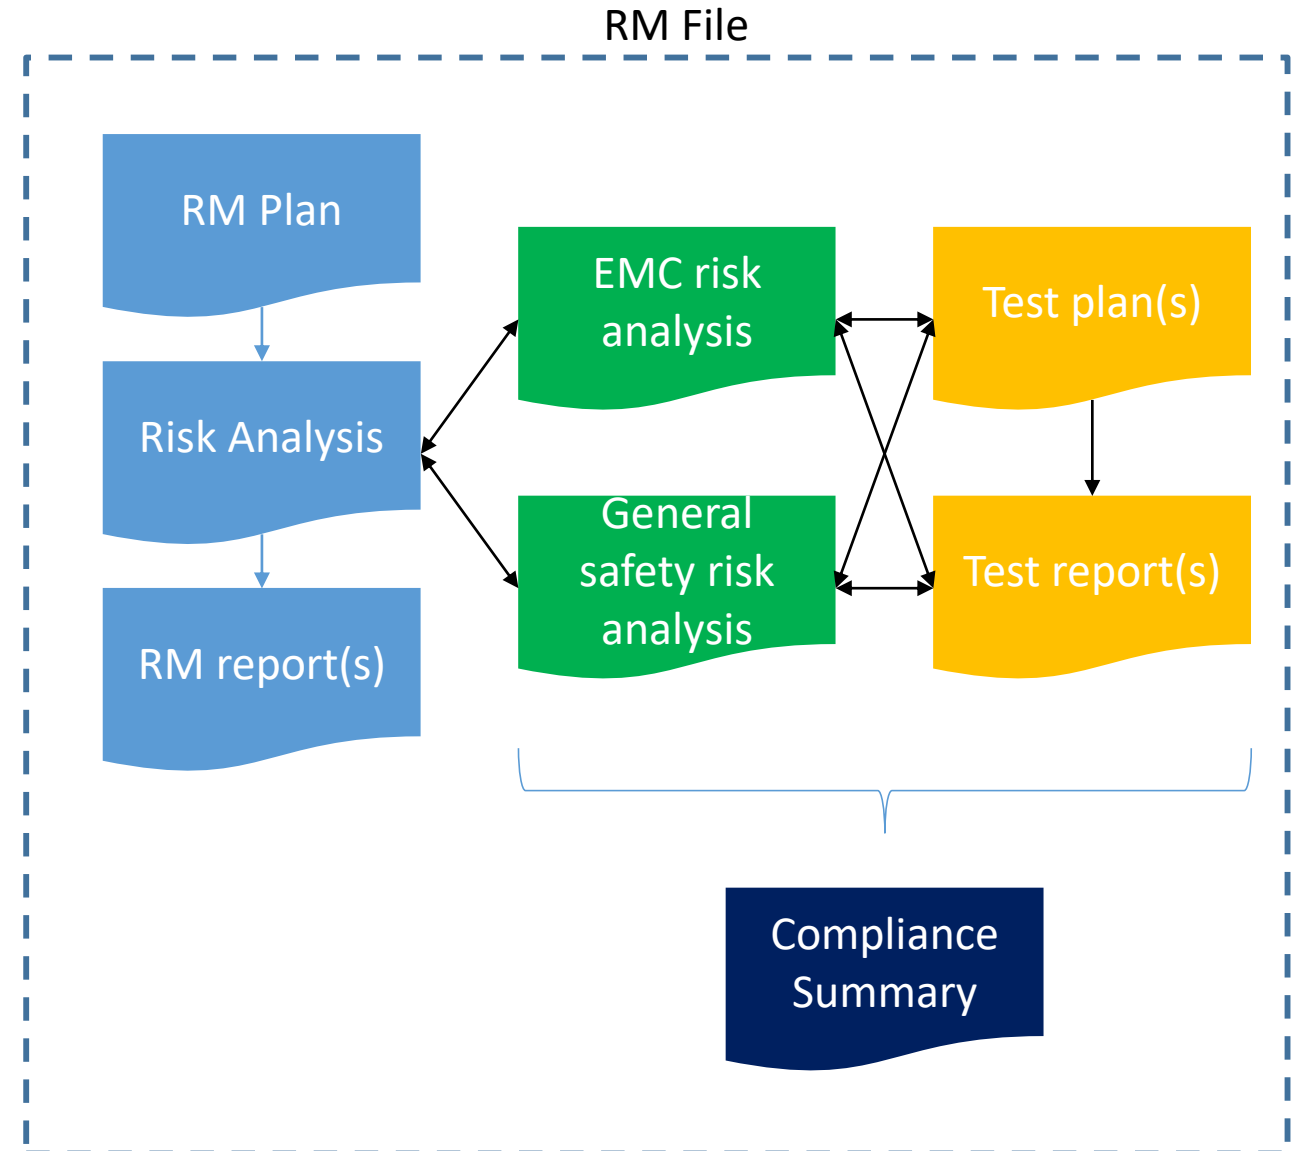 RM File
RM Plan
Risk Analysis
RM report(s)
EMC risk
analysis
General
safety risk
analysis
Test plan(s)
Test report(s)
Compliance
Summary